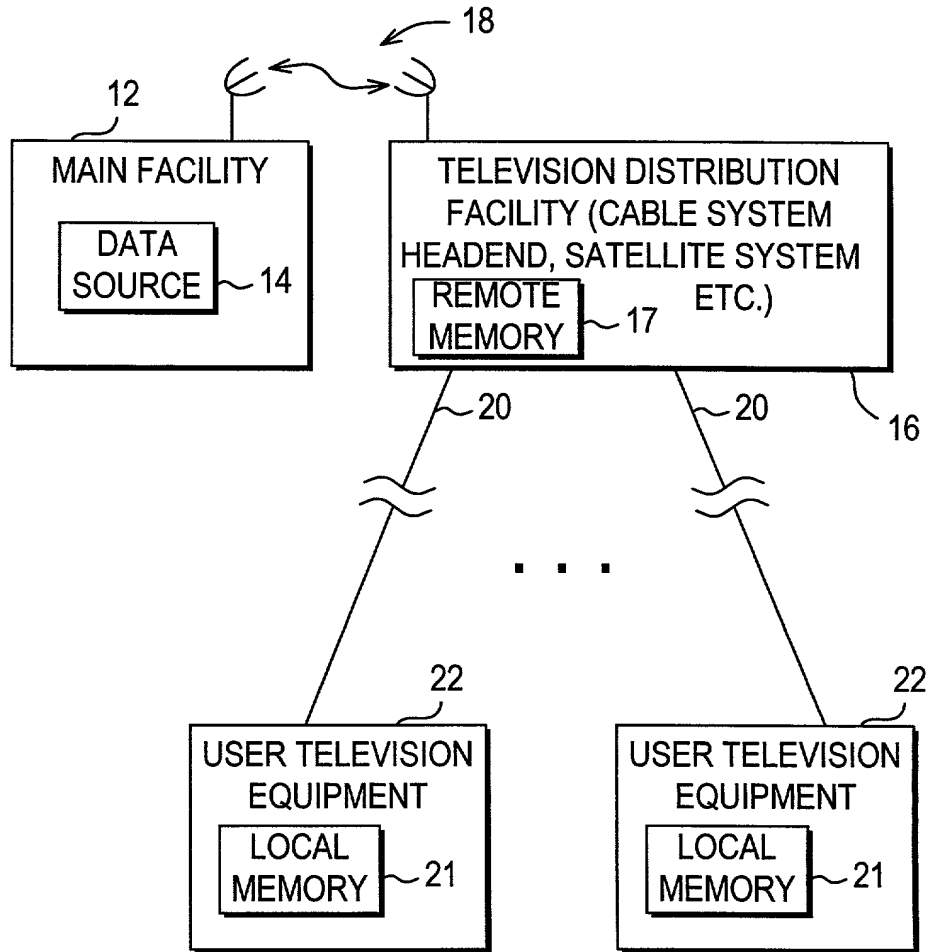 18
12
MAIN FACILITY
DATA
SOURCE
14
TELEVISION DISTRIBUTION
FACILITY (CABLE SYSTEM
HEADEND, SATELLITE SYSTEM
ETC.)
REMOTE
MEMORY
17
16
20
20
22
USER TELEVISION
EQUIPMENT
LOCAL
MEMORY
21
22
USER TELEVISION
EQUIPMENT
LOCAL
MEMORY
21